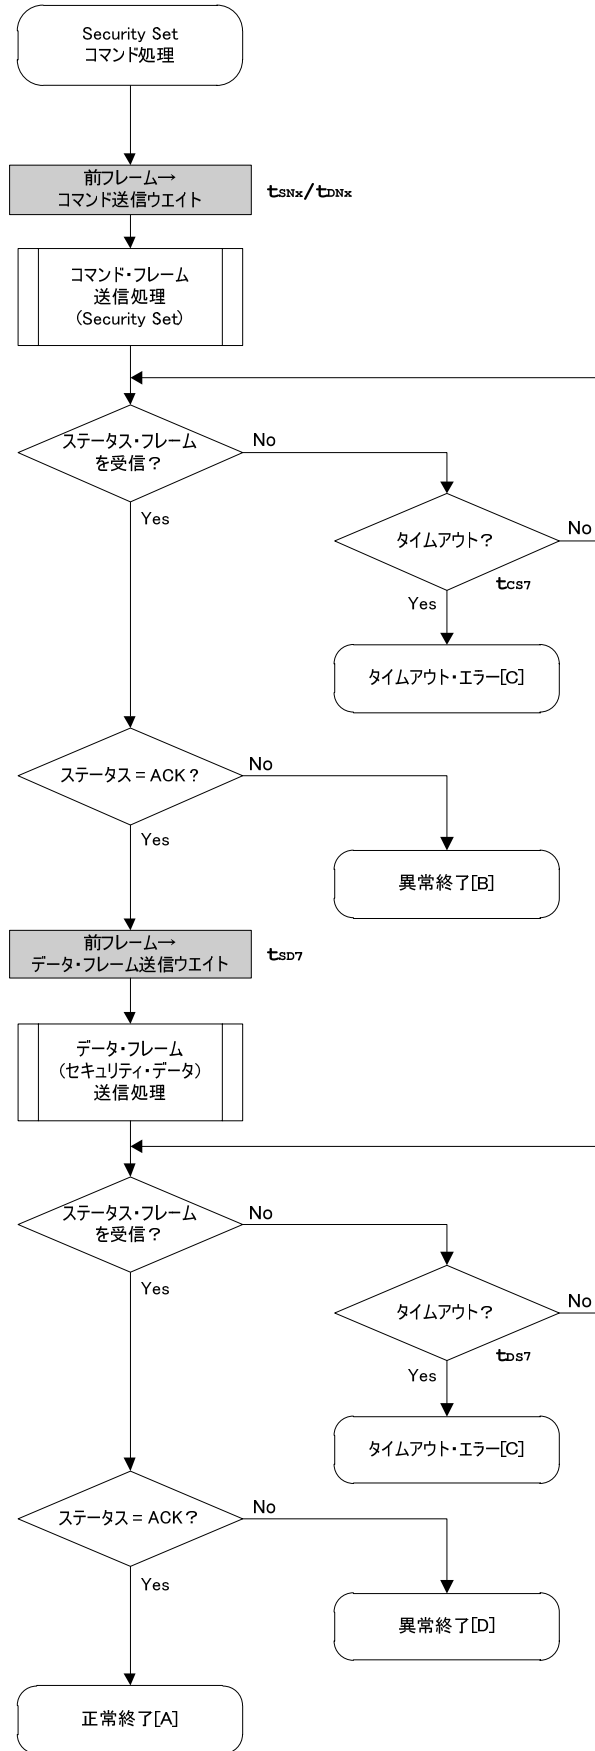 Security Set
コマンド処理
前フレーム→
コマンド送信ウエイト
tSNx/tDNx
コマンド・フレーム
送信処理
(Security Set)
ステータス・フレーム
を受信？
No
Yes
タイムアウト？
No
tCS7
Yes
タイムアウト・エラー[C]
ステータス = ACK？
No
Yes
異常終了[B]
前フレーム→
データ・フレーム送信ウエイト
tSD7
データ・フレーム
(セキュリティ・データ)
送信処理
ステータス・フレーム
を受信？
No
Yes
タイムアウト？
No
tDS7
Yes
タイムアウト・エラー[C]
ステータス = ACK？
No
Yes
異常終了[D]
正常終了[A]